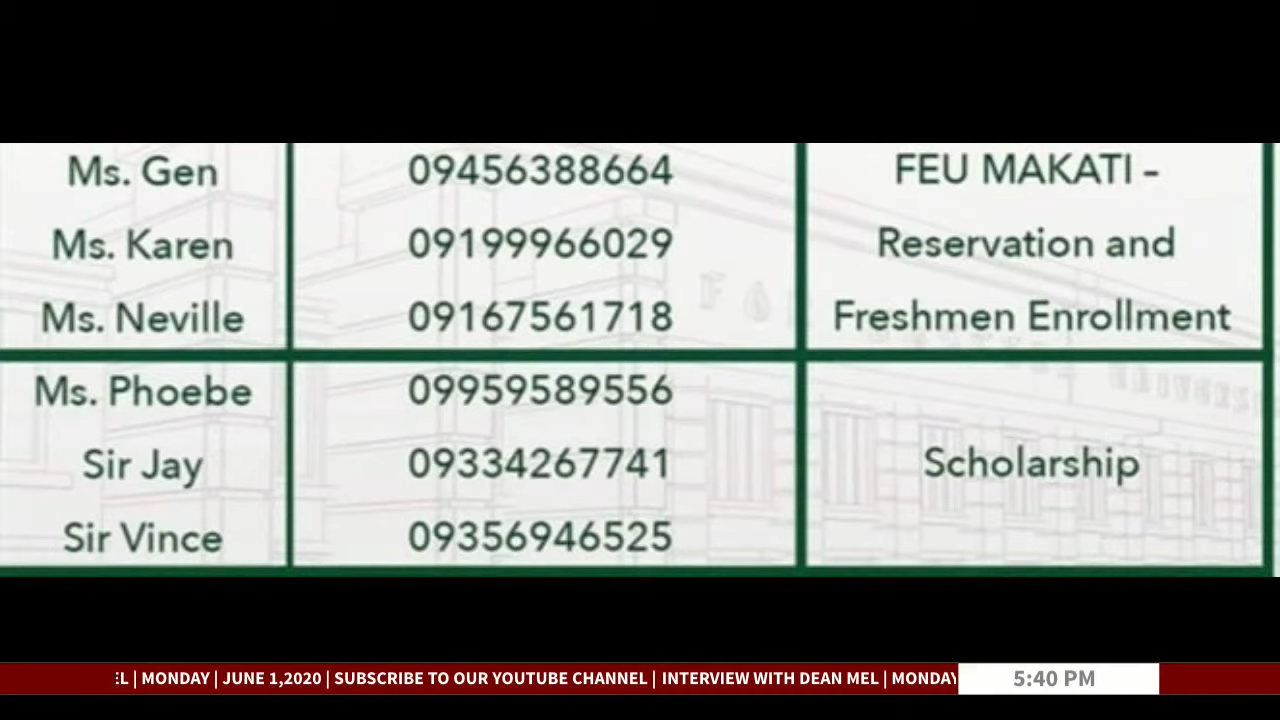 Ms. Gen 09456388664 FEU MAKATI -
Ms. Karen 09199966029 Reservation and
Ms. Neville 09167561718 Freshmen Enrollment
Ms. Phoebe 09959589556
Sir Jay 09334267741 Scholarship
Sir Vince 09356946525
EL | MONDAY | JUNE 1,2020 | SUBSCRIBE TO OUR YOUTUBE CHANNEL | INTERVIEW WITH DEAN MEL | MONDAY 5:40 PM